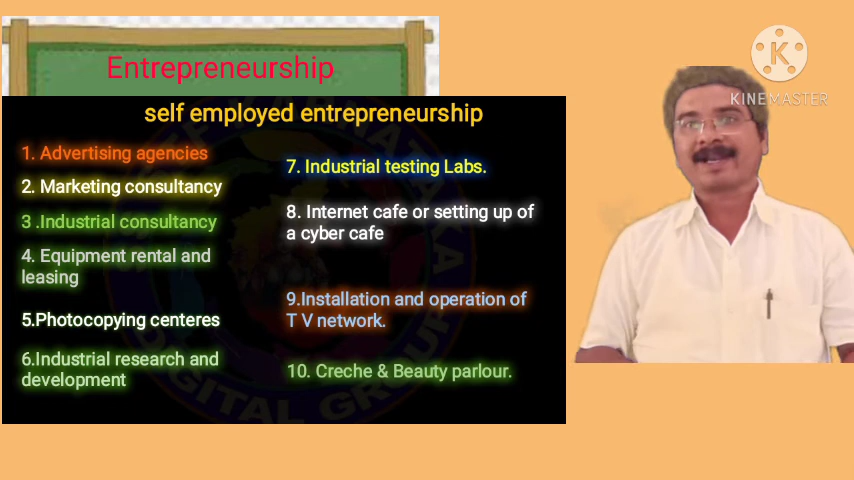 Entrepreneurship
self employed entrepreneurship
1. Advertising agencies
2. Marketing consultancy
3 .Industrial consultancy
4. Equipment rental and
leasing
5.Photocopying centeres
6.Industrial research and
development
7. Industrial testing Labs.
8. Internet cafe or setting up of
a cyber cafe
9.Installation and operation of
T V network.
10. Creche & Beauty parlour.
K
KINEMASTER
DIGITAL GROUP